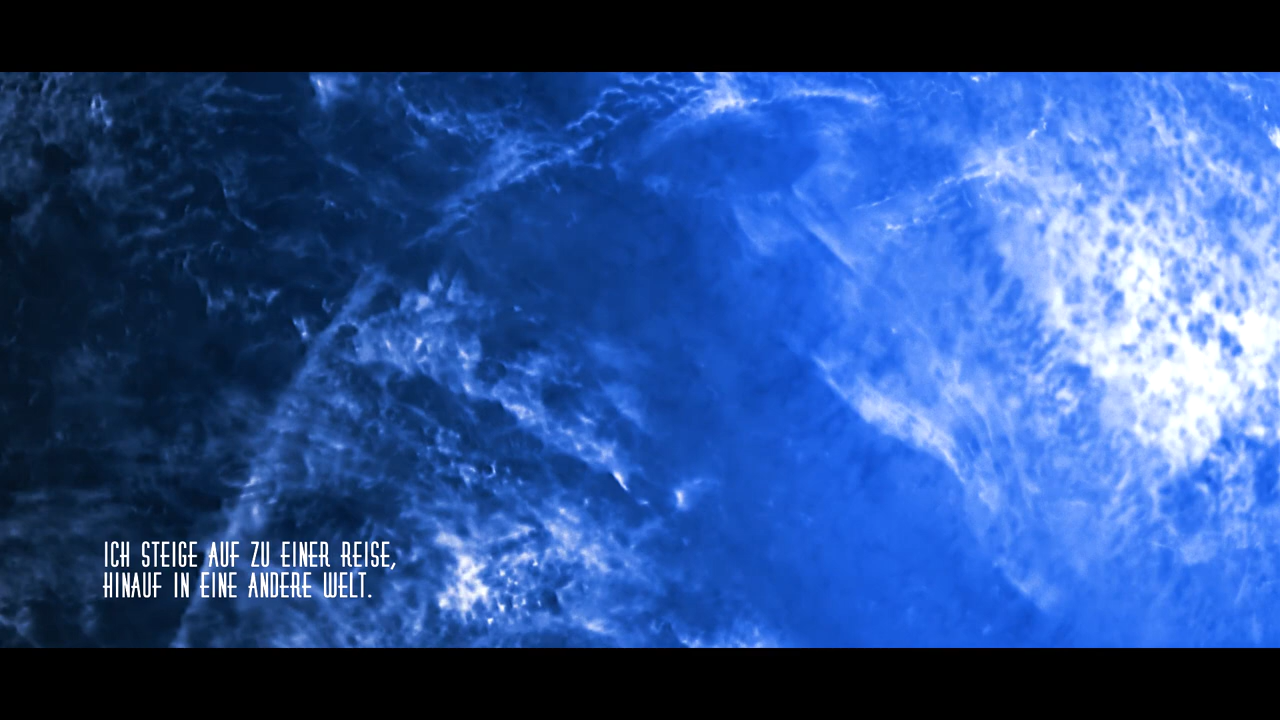 ICH STEIGE AUF ZU EINER REISE,
HINAUF IN EINE ANDERE WELT.